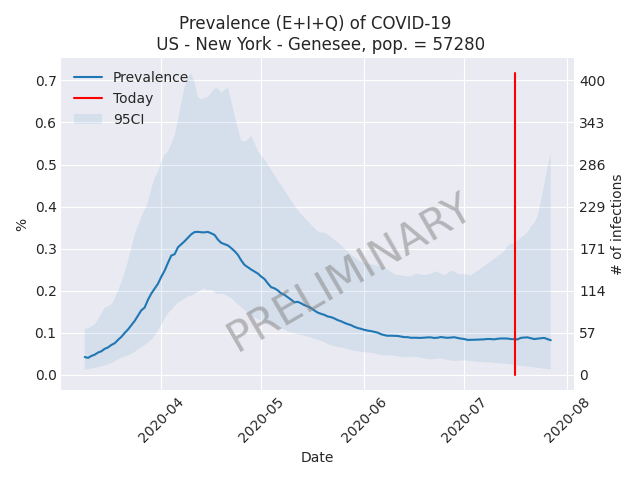 Prevalence (E+I+Q) of COVID-19
US - New York - Genesee, pop. = 57280
Prevalence
Today
95CI
0.7
0.6
0.5
0.4
0.3
0.2
0.1
0.0
%
400
343
286
229
171
114
57
0
# of infections
PRELIMINARY
2020-04
2020-05
2020-06
2020-07
2020-08
Date